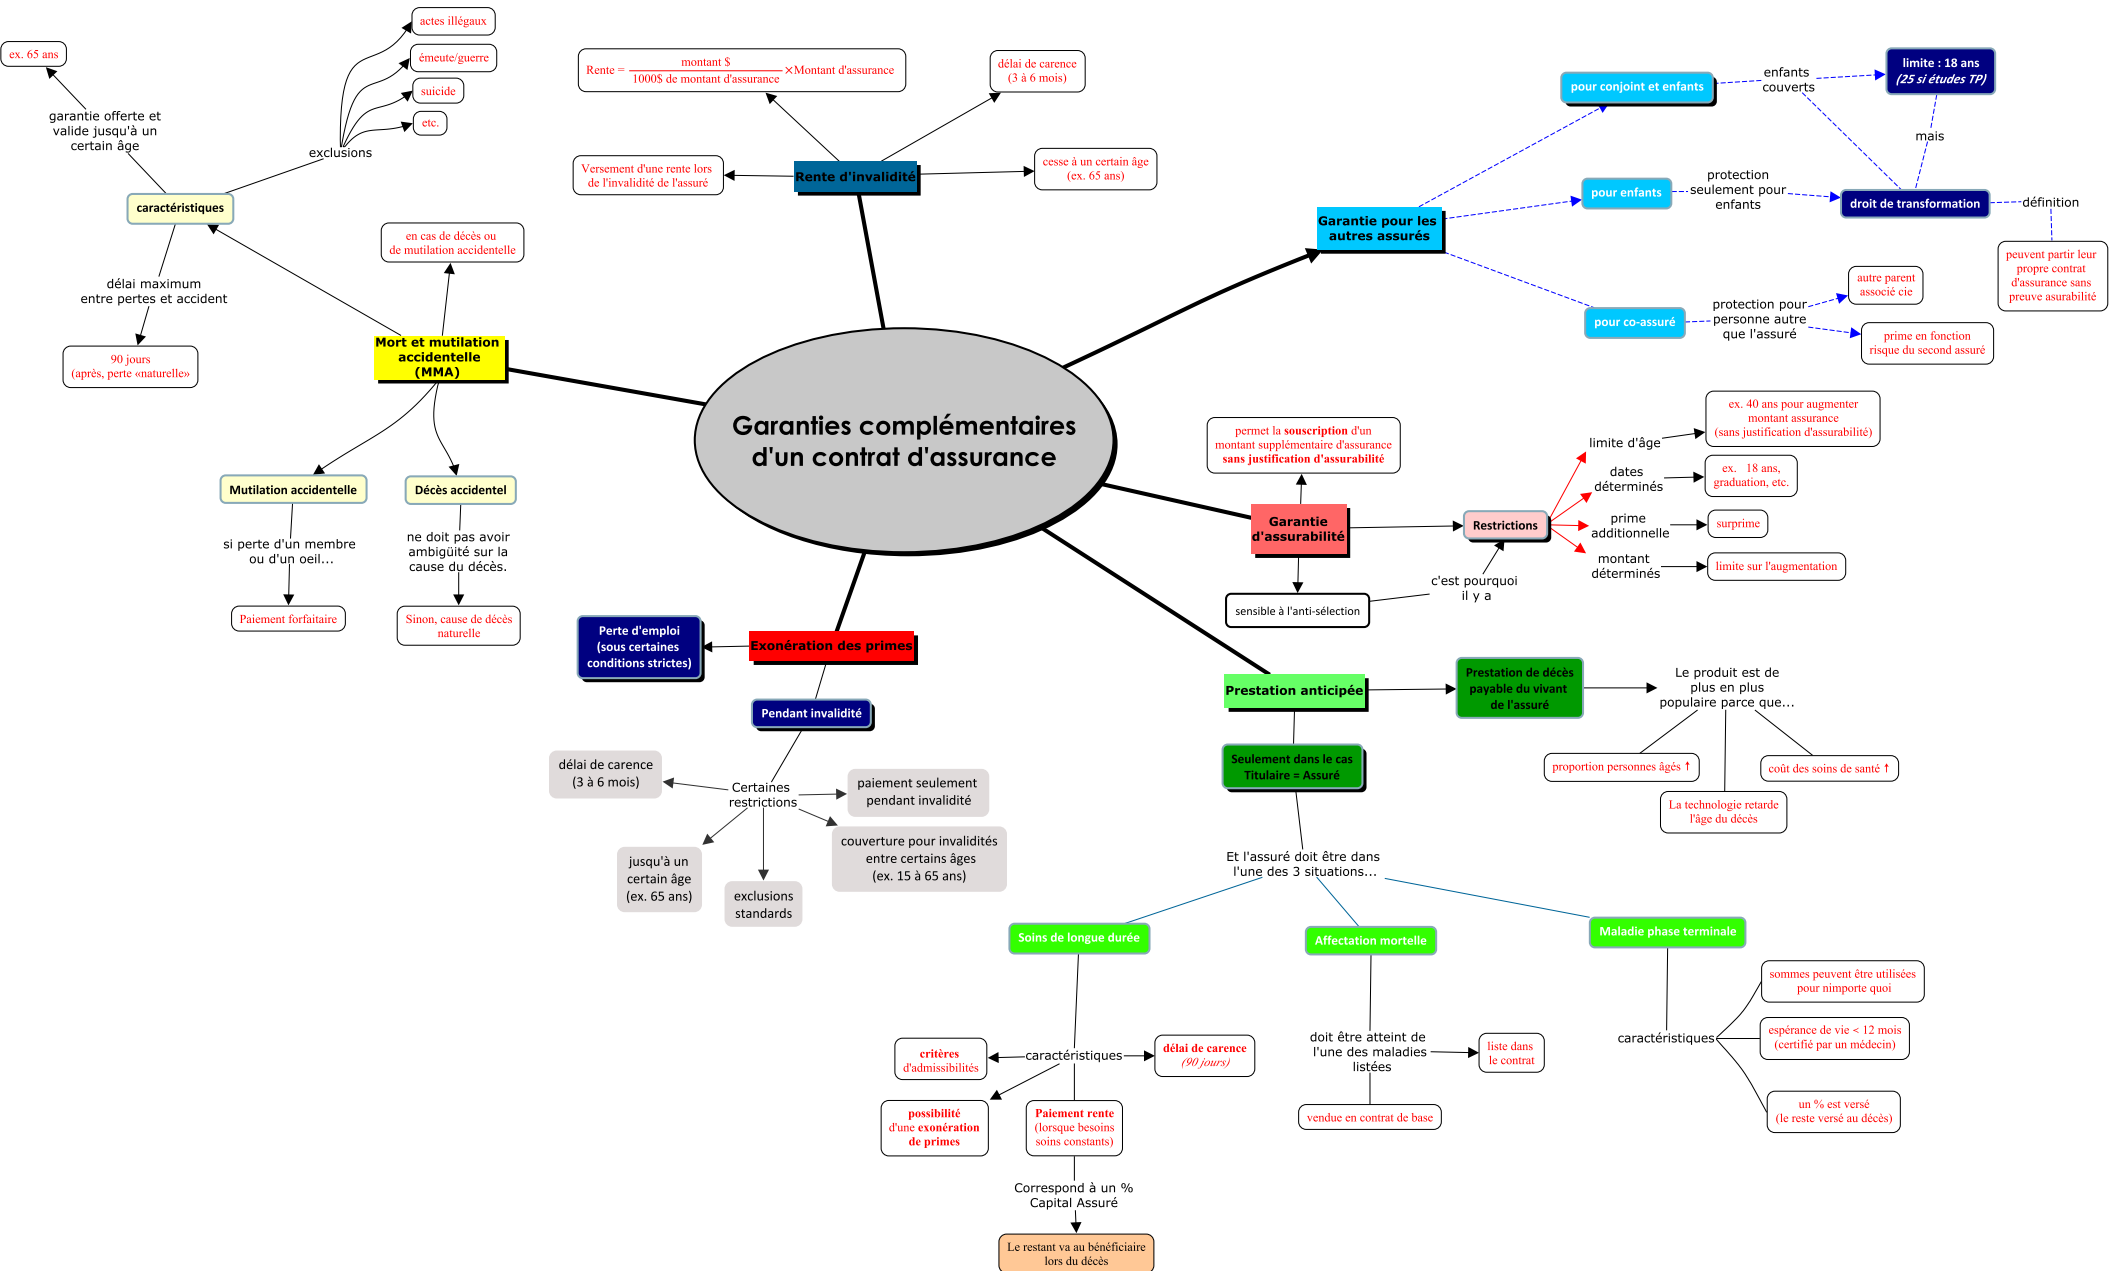 Garanties complémentaires
d'un contrat d'assurance
Mort et mutilation
accidentelle
(MMA)
caractéristiques
garantie offerte et
valide jusqu'à un
certain âge
ex. 65 ans
exclusions
actes illégaux
émeute/guerre
suicide
etc.
délai maximum
entre pertes et accident
90 jours
(après, perte «naturelle»
en cas de décès ou
de mutilation accidentelle
Mutilation accidentelle
si perte d'un membre
ou d'un oeil...
Paiement forfaitaire
Décès accidentel
ne doit pas avoir
ambigüité sur la
cause du décès.
Sinon, cause de décès
naturelle
Rente d'invalidité
Rente = montant $ / 1000$ de montant d'assurance ×Montant d'assurance
délai de carence
(3 à 6 mois)
Versement d'une rente lors
de l'invalidité de l'assuré
cesse à un certain âge
(ex. 65 ans)
Garantie pour les
autres assurés
pour conjoint et enfants
enfants
couverts
limite : 18 ans
(25 si études TP)
mais
pour enfants
protection
seulement pour
enfants
droit de transformation
définition
peuvent partir leur
propre contrat
d'assurance sans
preuve asurabilité
pour co-assuré
protection pour
personne autre
que l'assuré
autre parent
associé cie
prime en fonction
risque du second assuré
Garantie
d'assurabilité
permet la souscription d'un
montant supplémentaire d'assurance
sans justification d'assurabilité
sensible à l'anti-sélection
c'est pourquoi
il y a
Restrictions
limite d'âge
ex. 40 ans pour augmenter
montant assurance
(sans justification d'assurabilité)
dates
déterminés
ex. 18 ans,
graduation, etc.
prime
additionnelle
surprime
montant
déterminés
limite sur l'augmentation
Exonération des primes
Perte d'emploi
(sous certaines
conditions strictes)
Pendant invalidité
Certaines
restrictions
délai de carence
(3 à 6 mois)
paiement seulement
pendant invalidité
jusqu'à un
certain âge
(ex. 65 ans)
exclusions
standards
couverture pour invalidités
entre certains âges
(ex. 15 à 65 ans)
Prestation anticipée
Prestation de décès
payable du vivant
de l'assuré
Le produit est de
plus en plus
populaire parce que...
proportion personnes âgés ↑
La technologie retarde
l'âge du décès
coût des soins de santé ↑
Seulement dans le cas
Titulaire = Assuré
Et l'assuré doit être dans
l'une des 3 situations...
Soins de longue durée
caractéristiques
critères
d'admissibilités
délai de carence
(90 jours)
possibilité
d'une exonération
de primes
Paiement rente
(lorsque besoins
soins constants)
Correspond à un %
Capital Assuré
Le restant va au bénéficiaire
lors du décès
Affectation mortelle
doit être atteint de
l'une des maladies
listées
liste dans
le contrat
vendue en contrat de base
Maladie phase terminale
caractéristiques
sommes peuvent être utilisées
pour nimporte quoi
espérance de vie < 12 mois
(certifié par un médecin)
un % est versé
(le reste versé au décès)